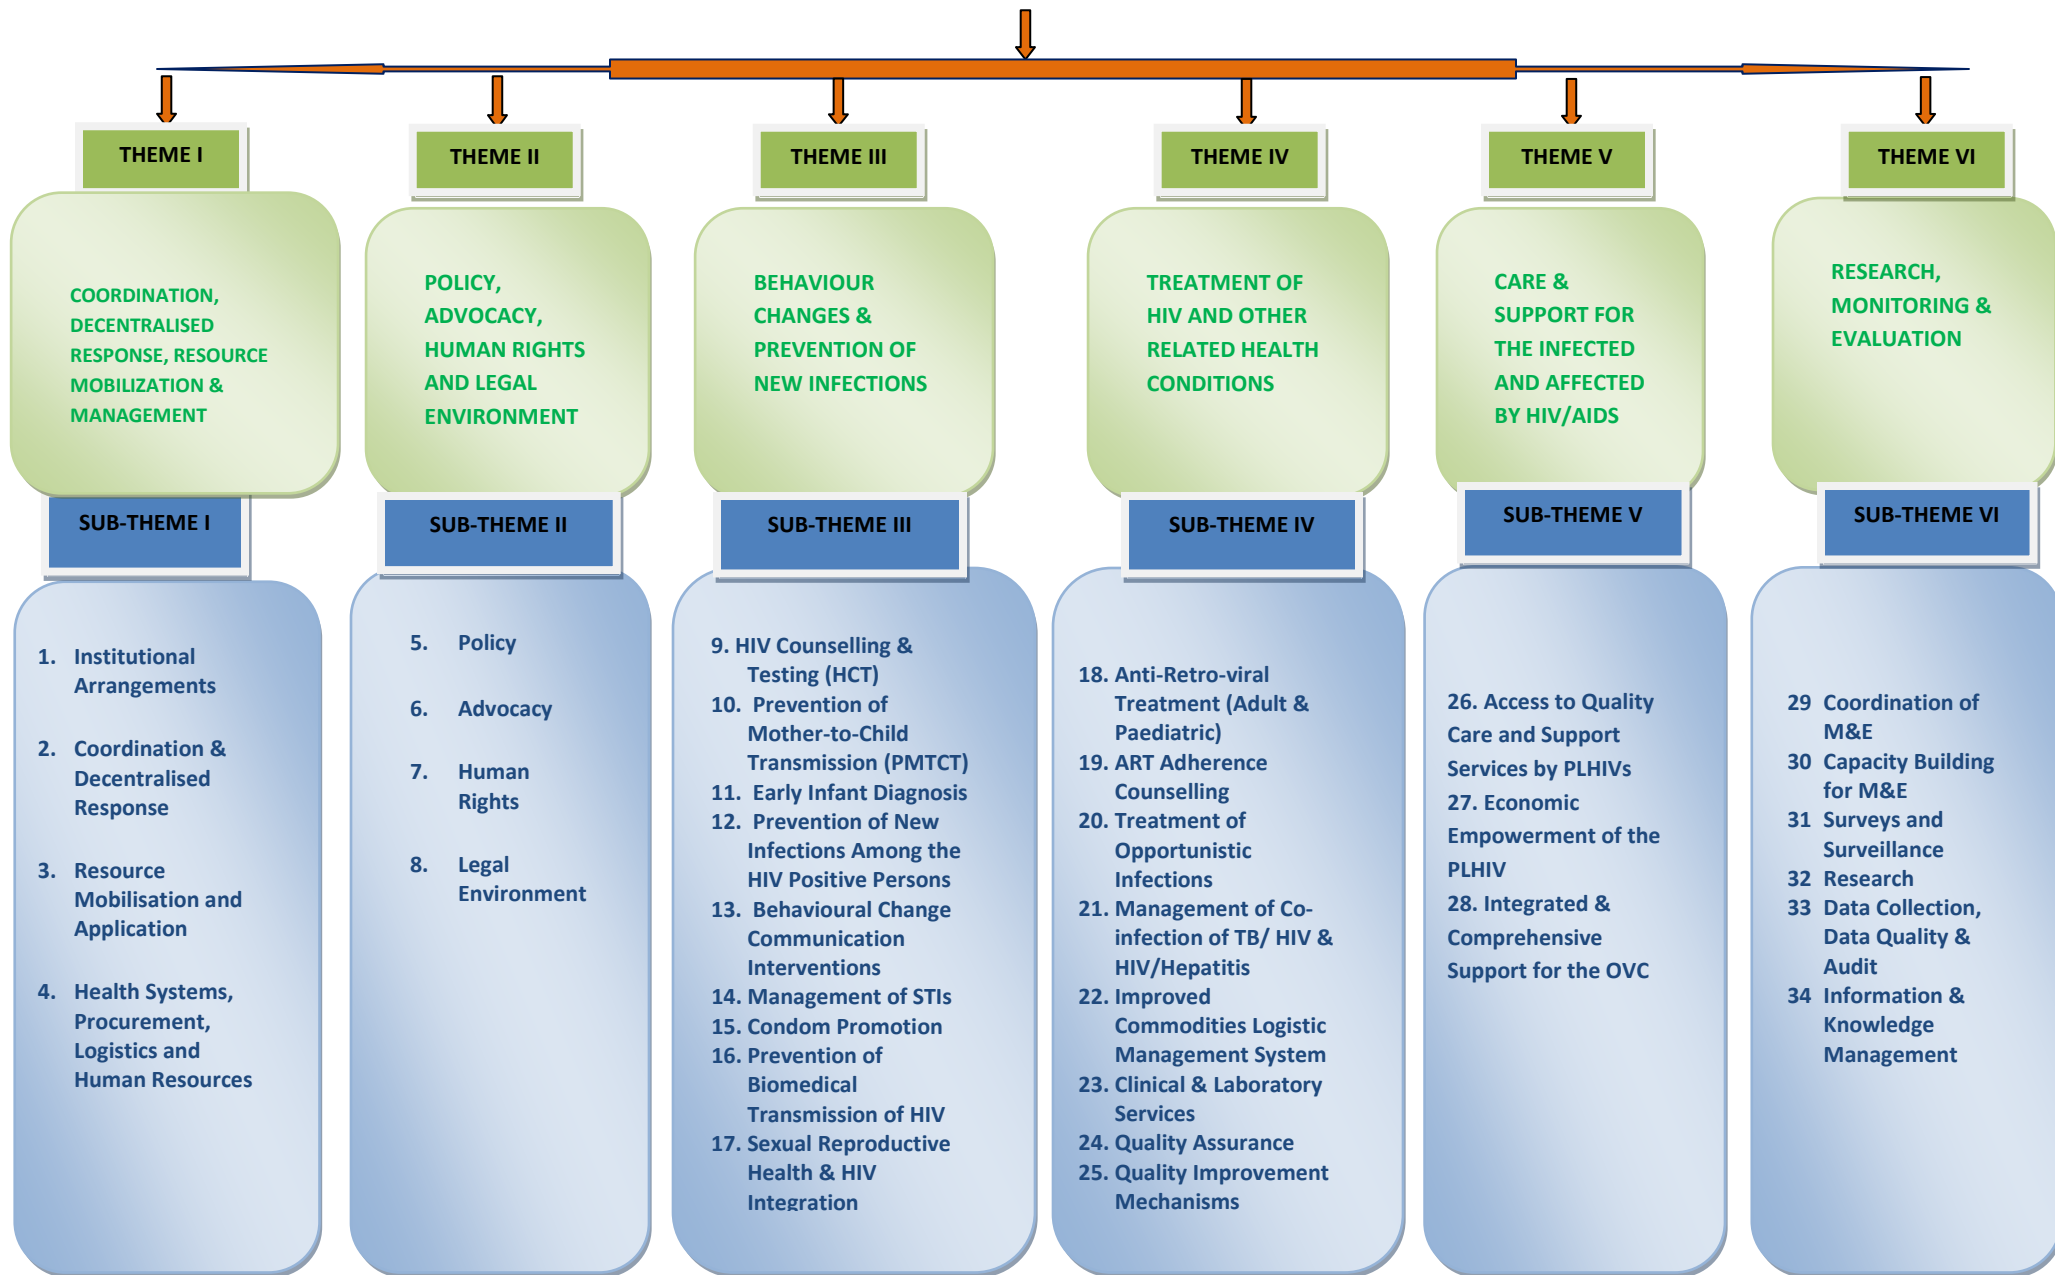 THEME I
COORDINATION,
DECENTRALISED
RESPONSE, RESOURCE
MOBILIZATION &
MANAGEMENT
SUB-THEME I
1. Institutional
Arrangements
2. Coordination &
Decentralised
Response
3. Resource
Mobilisation and
Application
4. Health Systems,
Procurement,
Logistics and
Human Resources
THEME II
POLICY,
ADVOCACY,
HUMAN RIGHTS
AND LEGAL
ENVIRONMENT
SUB-THEME II
5. Policy
6. Advocacy
7. Human
Rights
8. Legal
Environment
THEME III
BEHAVIOUR
CHANGES &
PREVENTION OF
NEW INFECTIONS
SUB-THEME III
9. HIV Counselling &
Testing (HCT)
10. Prevention of
Mother-to-Child
Transmission (PMTCT)
11. Early Infant Diagnosis
12. Prevention of New
Infections Among the
HIV Positive Persons
13. Behavioural Change
Communication
Interventions
14. Management of STIs
15. Condom Promotion
16. Prevention of
Biomedical
Transmission of HIV
17. Sexual Reproductive
Health & HIV
Integration
THEME IV
TREATMENT OF
HIV AND OTHER
RELATED HEALTH
CONDITIONS
SUB-THEME IV
18. Anti-Retro-viral
Treatment (Adult &
Paediatric)
19. ART Adherence
Counselling
20. Treatment of
Opportunistic
Infections
21. Management of Co-
infection of TB/ HIV &
HIV/Hepatitis
22. Improved
Commodities Logistic
Management System
23. Clinical & Laboratory
Services
24. Quality Assurance
25. Quality Improvement
Mechanisms
THEME V
CARE &
SUPPORT FOR
THE INFECTED
AND AFFECTED
BY HIV/AIDS
SUB-THEME V
26. Access to Quality
Care and Support
Services by PLHIVs
27. Economic
Empowerment of the
PLHIV
28. Integrated &
Comprehensive
Support for the OVC
THEME VI
RESEARCH,
MONITORING &
EVALUATION
SUB-THEME VI
29 Coordination of
M&E
30 Capacity Building
for M&E
31 Surveys and
Surveillance
32 Research
33 Data Collection,
Data Quality &
Audit
34 Information &
Knowledge
Management